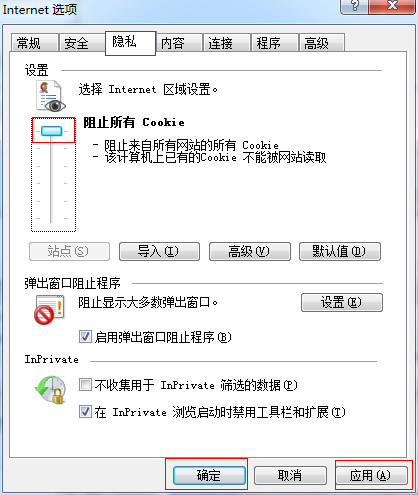 Internet 选项
?
常规 安全 隐私 内容 连接 程序 高级
设置
选择 Internet 区域设置。
阻止所有 Cookie
- 阻止来自所有网站的所有 Cookie
- 该计算机上已有的Cookie 不能被网站读取
站点(S) 导入(I) 高级(V) 默认值(D)
弹出窗口阻止程序
阻止显示大多数弹出窗口。 设置(E)
启用弹出窗口阻止程序(B)
InPrivate
不收集用于 InPrivate 筛选的数据(P)
在 InPrivate 浏览启动时禁用工具栏和扩展(T)
确定 取消 应用(A)